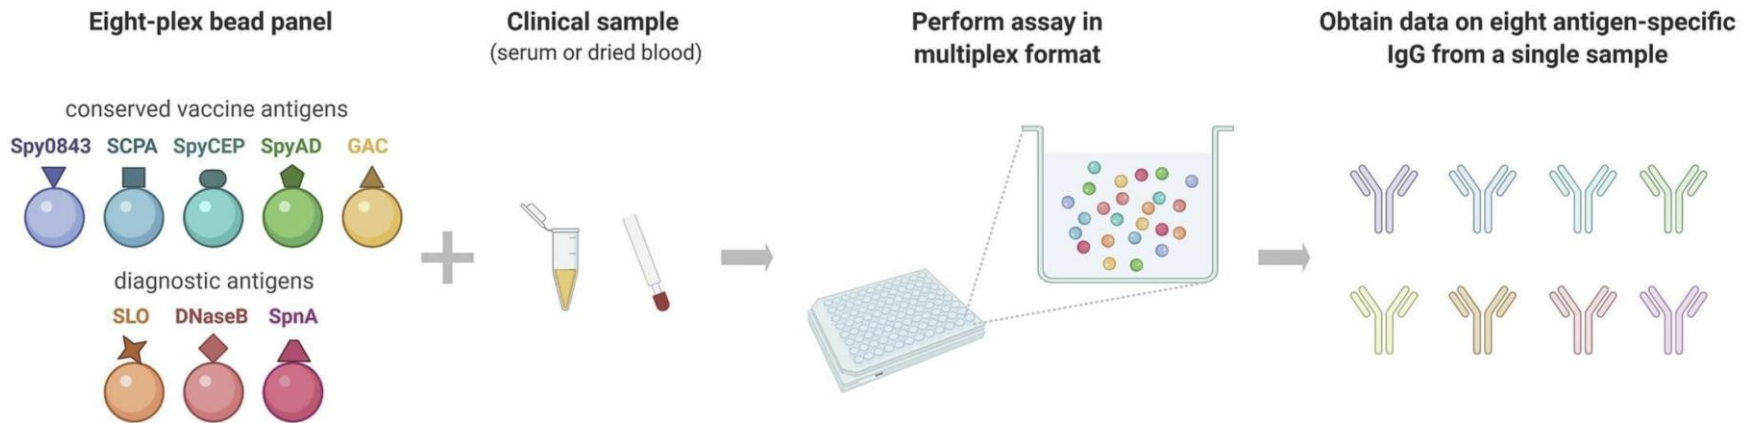 Eight-plex bead panel
conserved vaccine antigens
Spy0843 SCPA SpyCEP SpyAD GAC
diagnostic antigens
SLO DNaseB SpnA
Clinical sample
(serum or dried blood)
Perform assay in
multiplex format
Obtain data on eight antigen-specific
IgG from a single sample